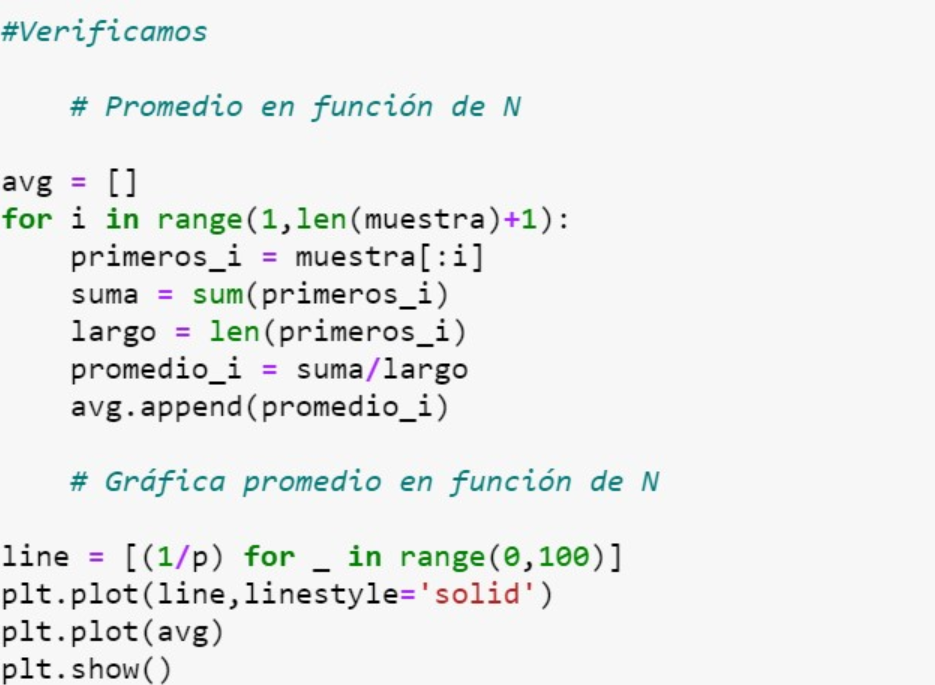 #Verificamos
# Promedio en función de N
avg = []
for i in range(1,len(muestra)+1):
    primeros_i = muestra[:i]
    suma = sum(primeros_i)
    largo = len(primeros_i)
    promedio_i = suma/largo
    avg.append(promedio_i)
    # Gráfica promedio en función de N
line = [(1/p) for _ in range(0,100)]
plt.plot(line,linestyle='solid')
plt.plot(avg)
plt.show()